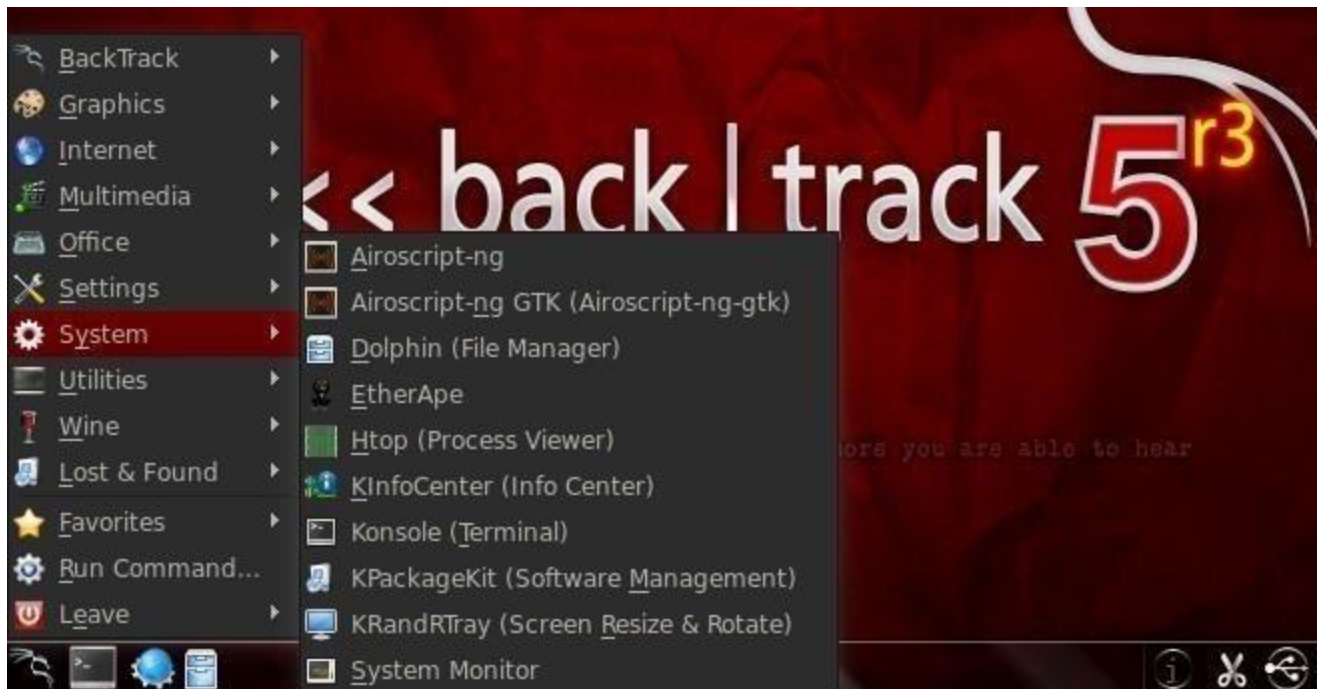 BackTrack
Graphics
Internet
Multimedia
Office
Settings
System
Utilities
Wine
Lost & Found
Favorites
Run Command...
Leave
<< back | track 5 r3
Airoscript-ng
Airoscript-ng GTK (Airoscript-ng-gtk)
Dolphin (File Manager)
EtherApe
Htop (Process Viewer)
KInfoCenter (Info Center)
Konsole (Terminal)
KPackageKit (Software Management)
KRandRTray (Screen Resize & Rotate)
System Monitor
you are able to hear